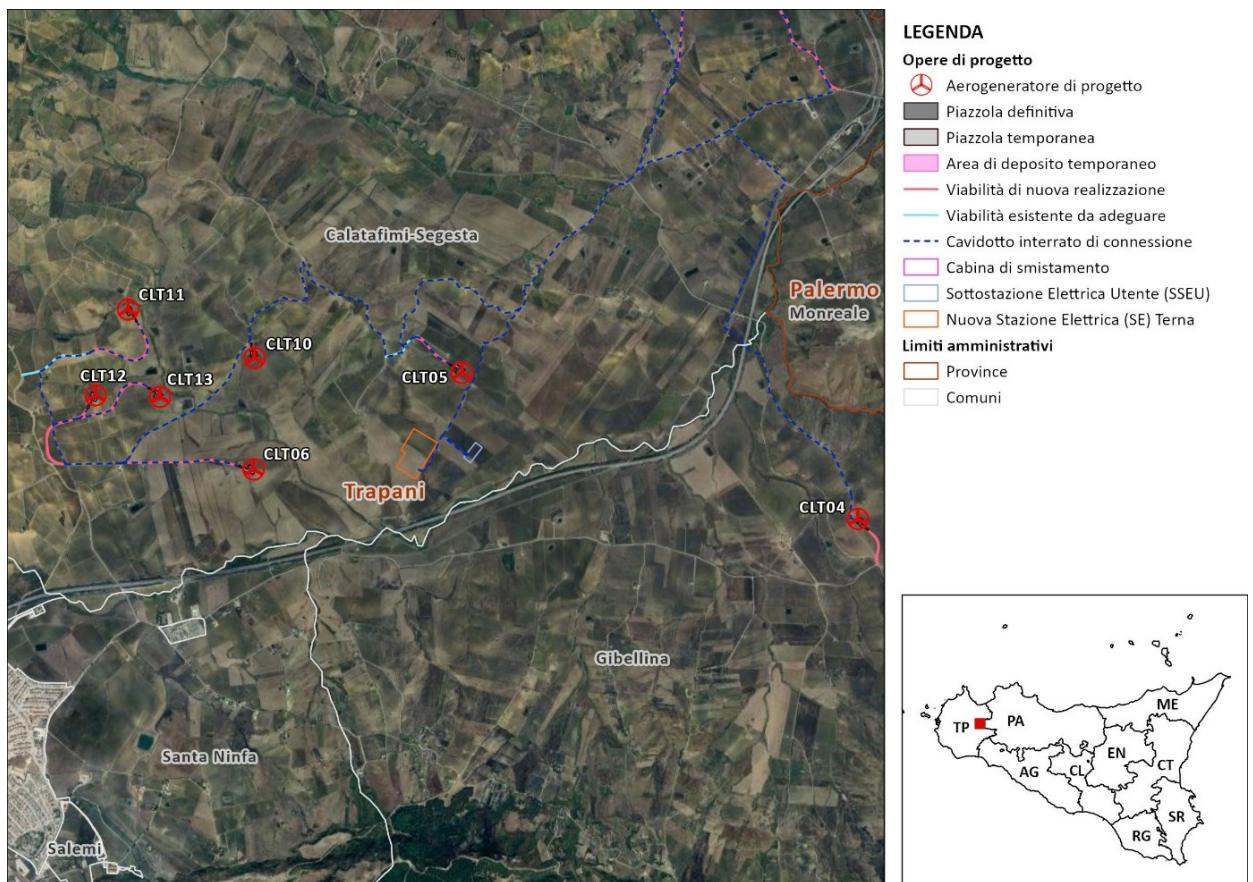 Calatafimi-Segesta
CLT11
Palermo
Monreale
CLT10
CLT12
CLT13
CLT05
CLT06
Trapani
CLT04
Gibellina
Santa Ninfa
Salemi
LEGENDA
Opere di progetto
Aerogeneratore di progetto
Piazzola definitiva
Piazzola temporanea
Area di deposito temporaneo
Viabilità di nuova realizzazione
Viabilità esistente da adeguare
Cavidotto interrato di connessione
Cabina di smistamento
Sottostazione Elettrica Utente (SSEU)
Nuova Stazione Elettrica (SE) Terna
Limiti amministrativi
Province
Comuni
ME
TP
PA
EN
CT
AG
CL
SR
RG